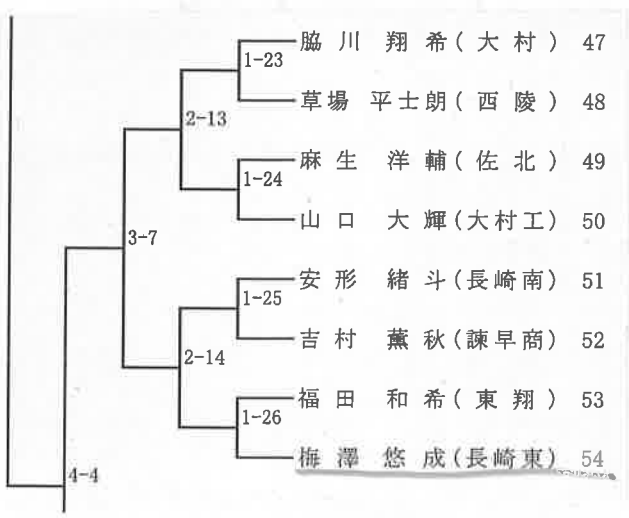 脇川 翔希(大村) 47
1-23
草場 平士朗(西陵) 48
2-13
麻生 洋輔(佐北) 49
1-24
山口 大輝(大村工) 50
3-7
安形 緒斗(長崎南) 51
1-25
吉村 薫秋(諫早商) 52
2-14
福田 和希(東翔) 53
1-26
梅澤 悠成(長崎東) 54
4-4